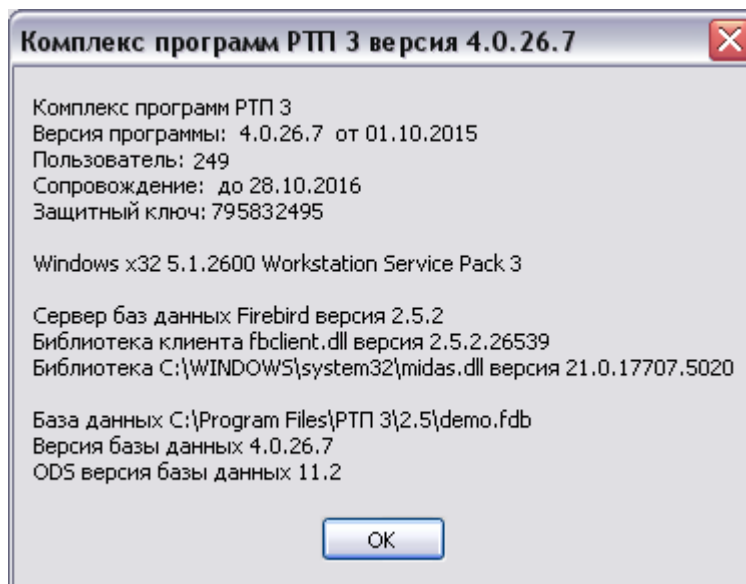 Комплекс программ РТП 3 версия 4.0.26.7
Комплекс программ РТП 3
Версия программы: 4.0.26.7 от 01.10.2015
Пользователь: 249
Сопровождение: до 28.10.2016
Защитный ключ: 795832495
Windows x32 5.1.2600 Workstation Service Pack 3
Сервер баз данных Firebird версия 2.5.2
Библиотека клиента fbclient.dll версия 2.5.2.26539
Библиотека C:\WINDOWS\system32\midas.dll версия 21.0.17707.5020
База данных C:\Program Files\РТП 3\2.5\demo.fdb
Версия базы данных 4.0.26.7
ODS версия базы данных 11.2
OK